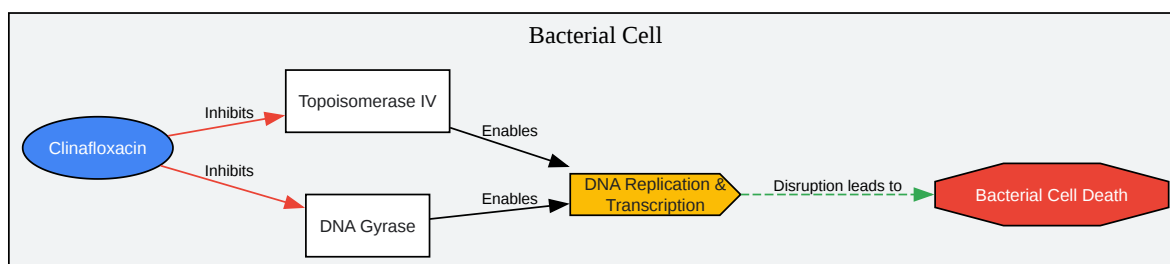 Bacterial Cell
Clinafloxacin
Inhibits
Inhibits
Topoisomerase IV
DNA Gyrase
Enables
Enables
DNA Replication &
Transcription
Disruption leads to
Bacterial Cell Death